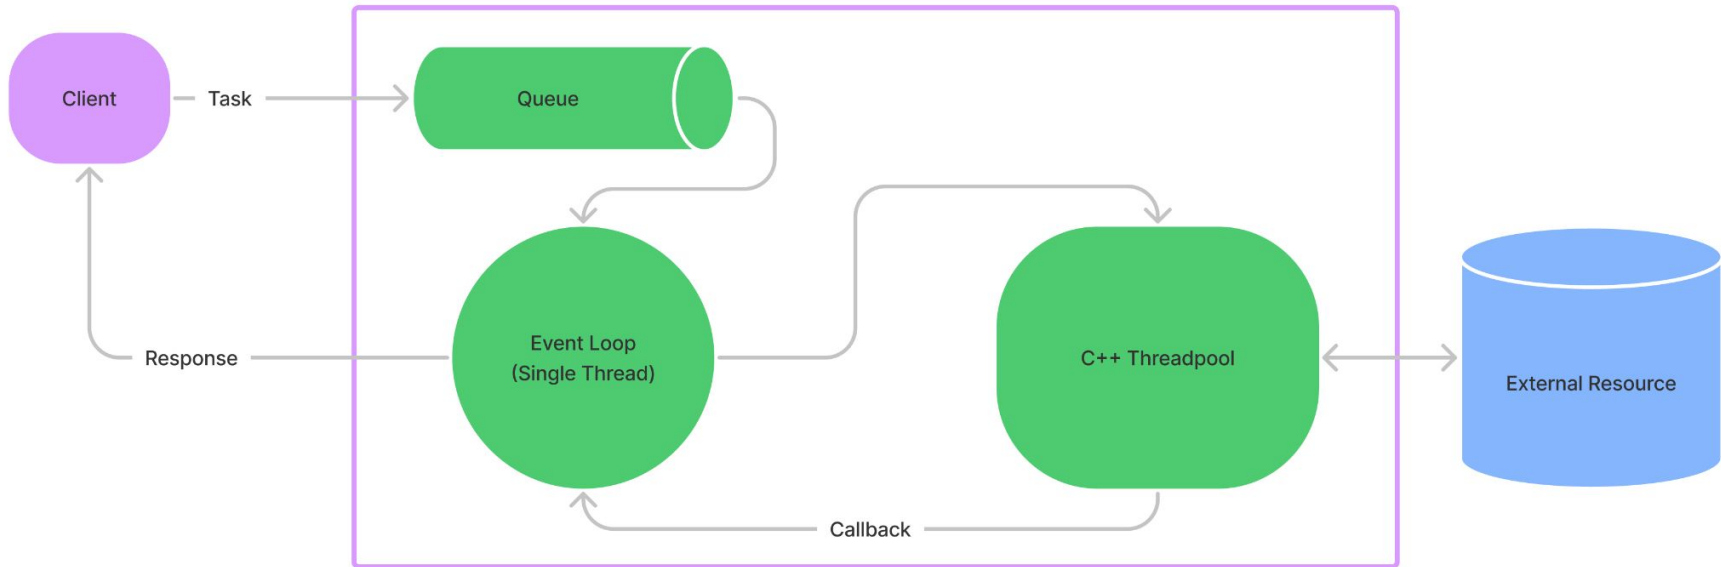 Client
Task
Queue
Event Loop
(Single Thread)
C++ Threadpool
External Resource
Response
Callback